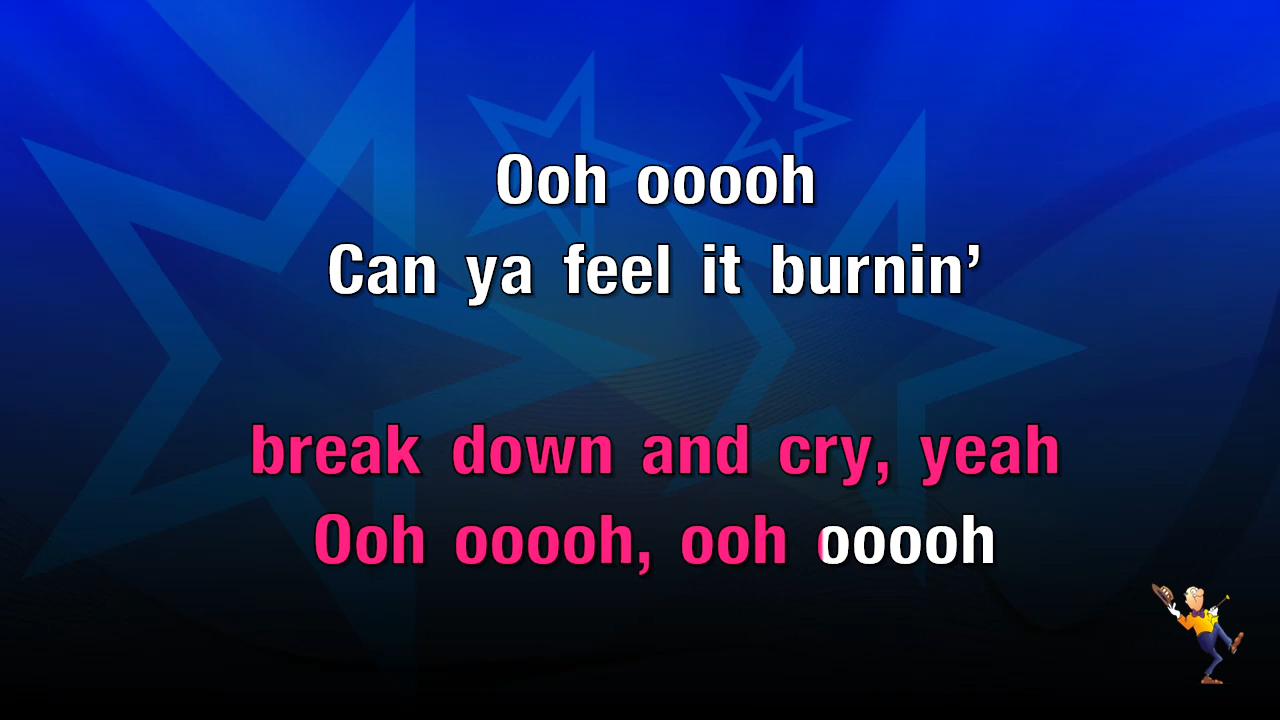 Ooh ooooh
Can ya feel it burnin’
break down and cry, yeah
Ooh ooooh, ooh ooooh